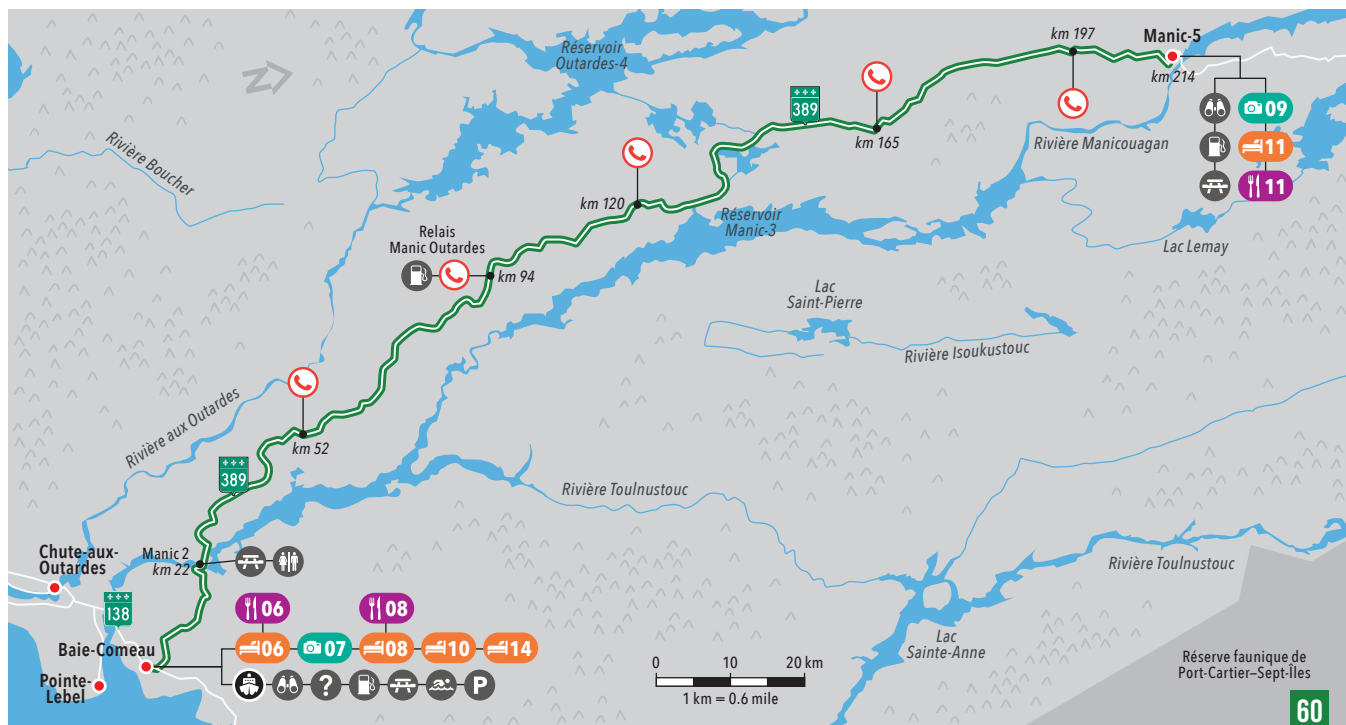 Réservoir
Outardes-4
km 197
Manic-5
km 214
389
09
11
11
km 165
Rivière Manicouagan
N
Rivière Boucher
km 120
Réservoir
Manic-3
Lac Lemay
Relais
Manic Outardes
km 94
Lac
Saint-Pierre
Rivière Isoukustouc
Rivière aux Outardes
km 52
389
Rivière Toulnustouc
Rivière Toulnustouc
Chute-aux-
Outardes
Manic 2
km 22
138
06
08
Baie-Comeau
06
07
08
10
14
Pointe-
Lebel
?
P
Lac
Sainte-Anne
0
10
20 km
1 km = 0.6 mile
Réserve faunique de
Port-Cartier–Sept-Îles
60